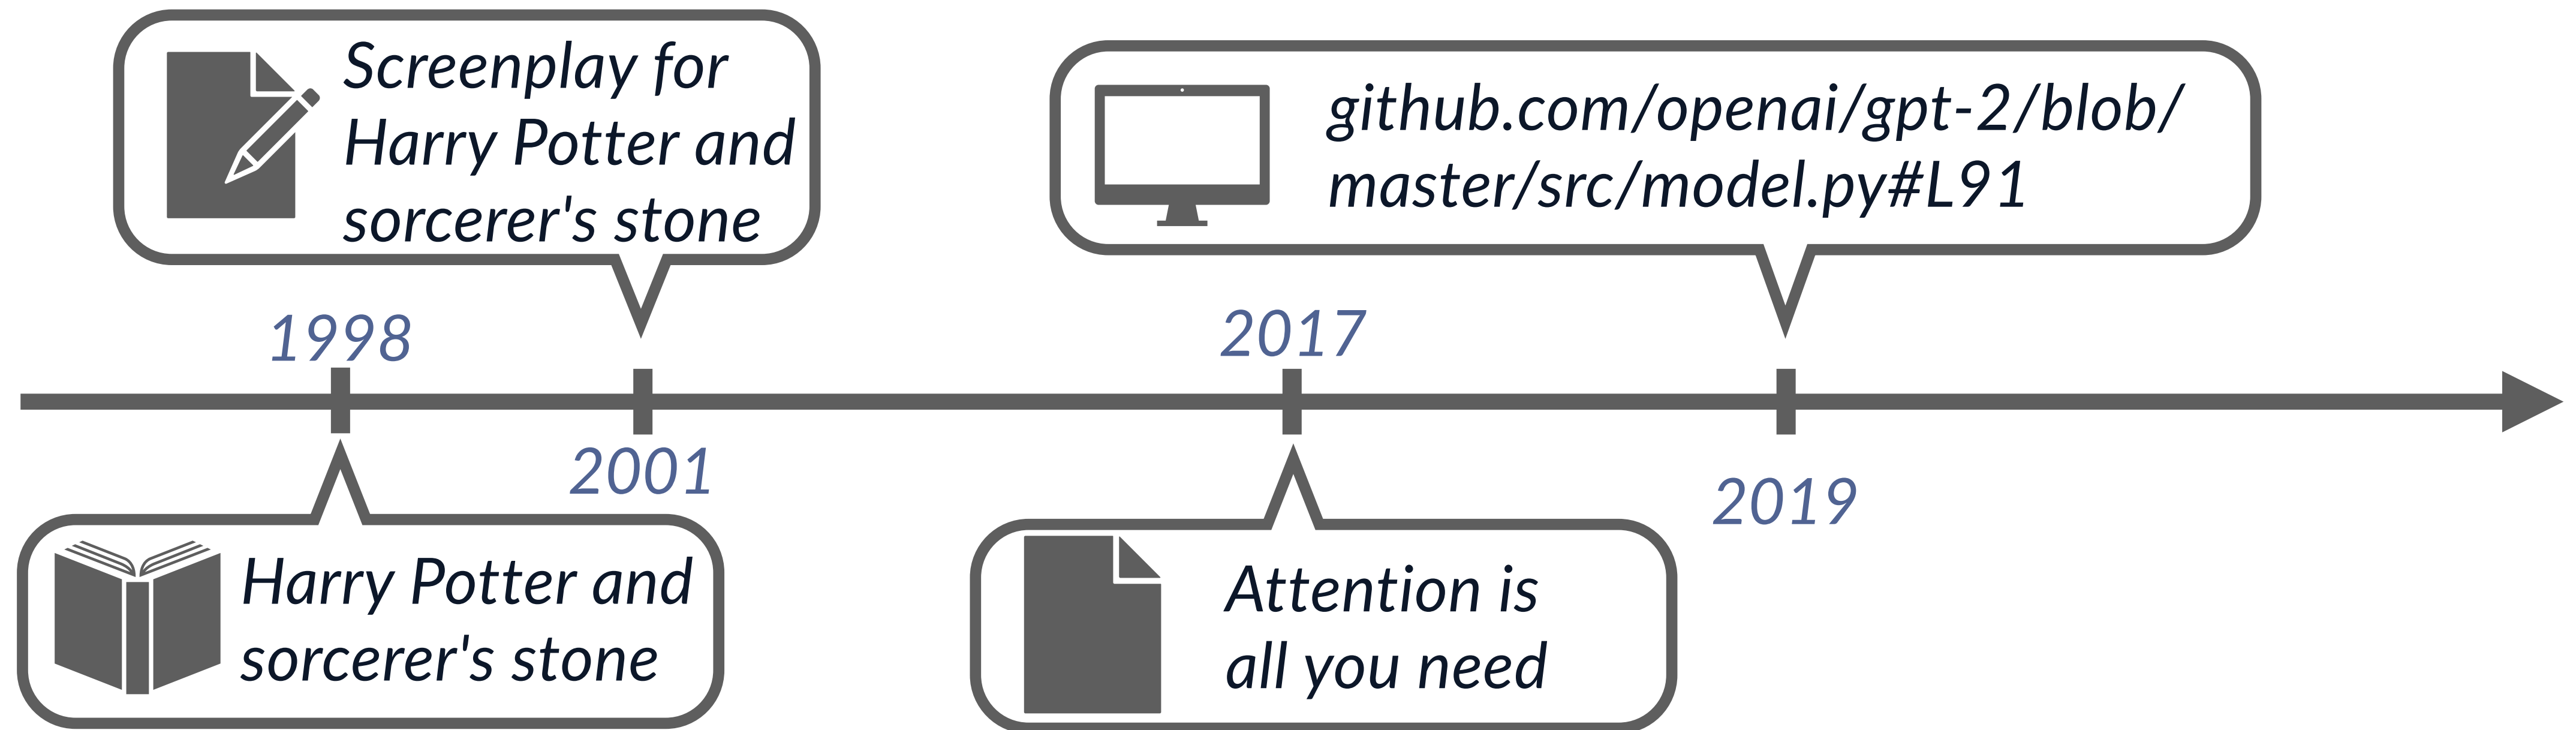 Screenplay for
Harry Potter and
sorcerer's stone
github.com/openai/gpt-2/blob/
master/src/model.py#L91
1998
2017
2001
2019
Harry Potter and
sorcerer's stone
Attention is
all you need